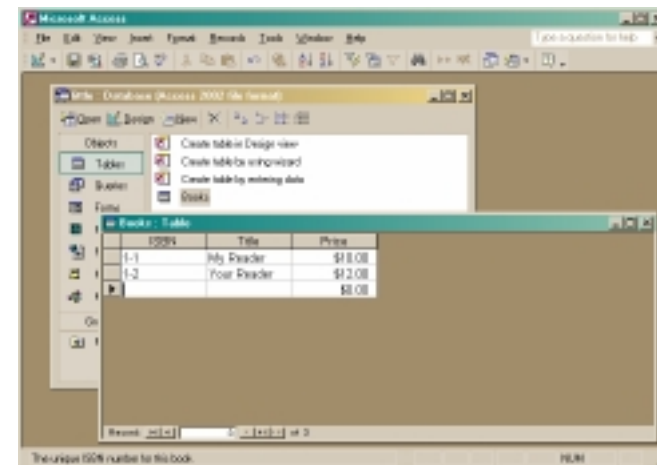 Microsoft Access
File Edit View Insert Format Records Tools Window Help
Type a question for help
: Database (Access 2002 file format)
Open Design New
Objects
Create table in Design view
Tables
Create table by using wizard
Queries
Create table by entering data
Forms
Books
Books : Table
ISBN Title Price
1-1 My Reader $10.00
1-2 Your Reader $12.00
$0.00
Record: of 3
The unique ISBN number for this book.
NUM